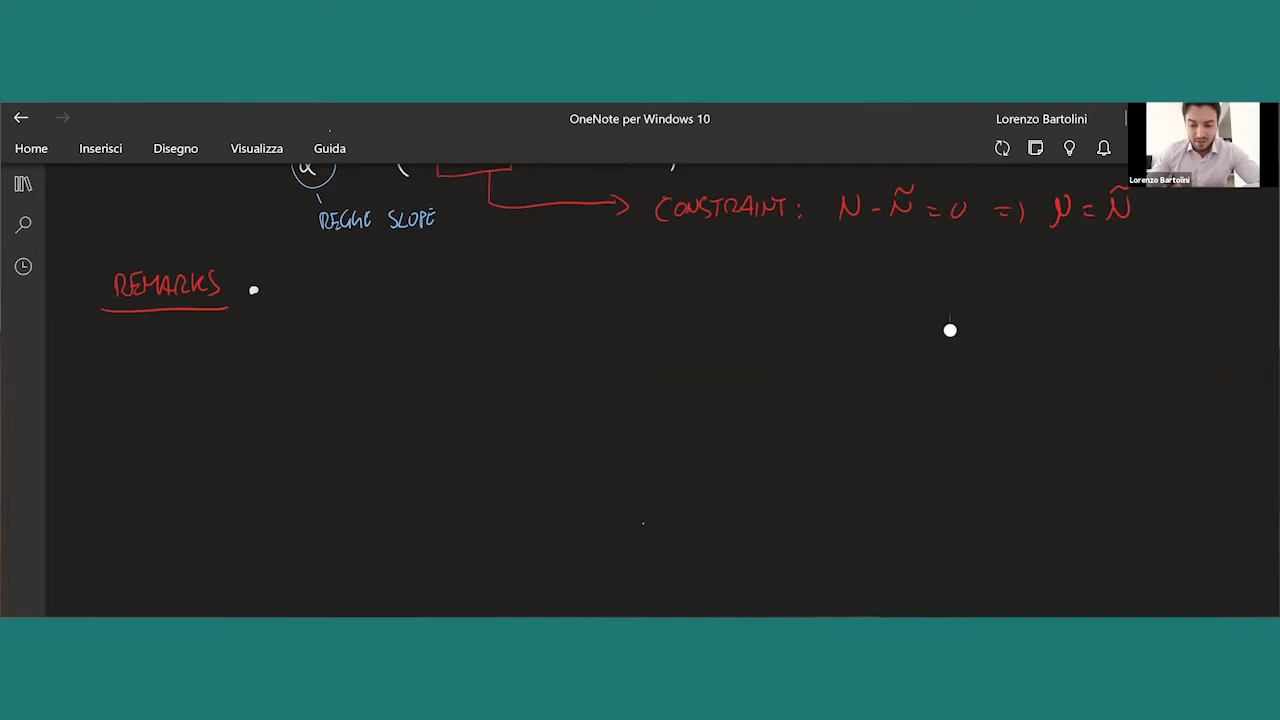 OneNote per Windows 10
Lorenzo Bartolini
Home Inserisci Disegno Visualizza Guida
Lorenzo Bartolini
α (
CONSTRAINT: N - Ñ = 0 => N = Ñ
REGGE SLOPE
REMARKS •